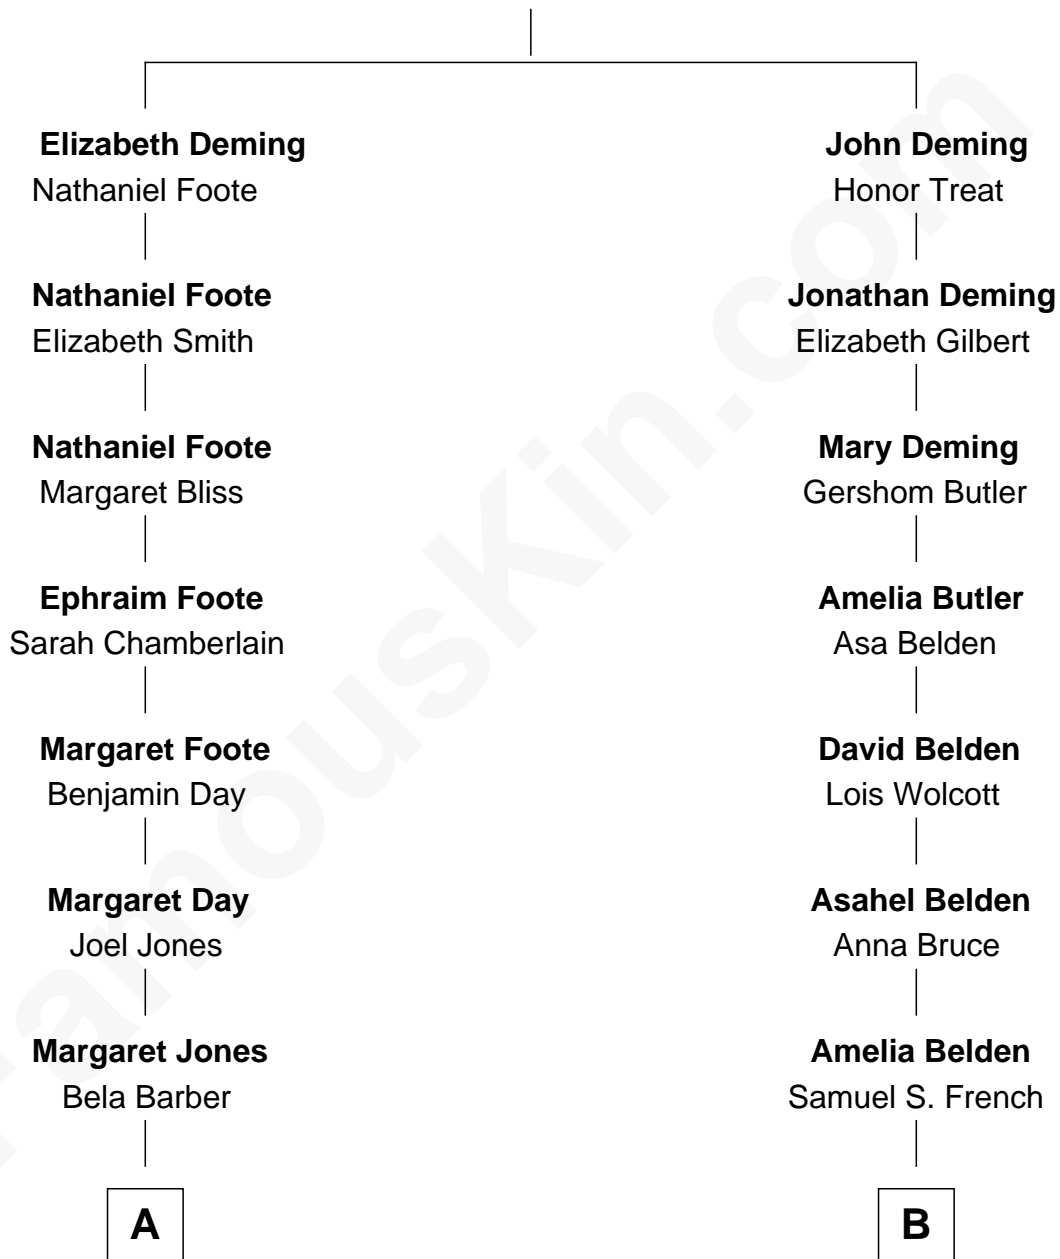 Elizabeth Deming
Nathaniel Foote
Nathaniel Foote
Elizabeth Smith
Nathaniel Foote
Margaret Bliss
Ephraim Foote
Sarah Chamberlain
Margaret Foote
Benjamin Day
Margaret Day
Joel Jones
Margaret Jones
Bela Barber
A
John Deming
Honor Treat
Jonathan Deming
Elizabeth Gilbert
Mary Deming
Gershom Butler
Amelia Butler
Asa Belden
David Belden
Lois Wolcott
Asahel Belden
Anna Bruce
Amelia Belden
Samuel S. French
B
FamousKin.com